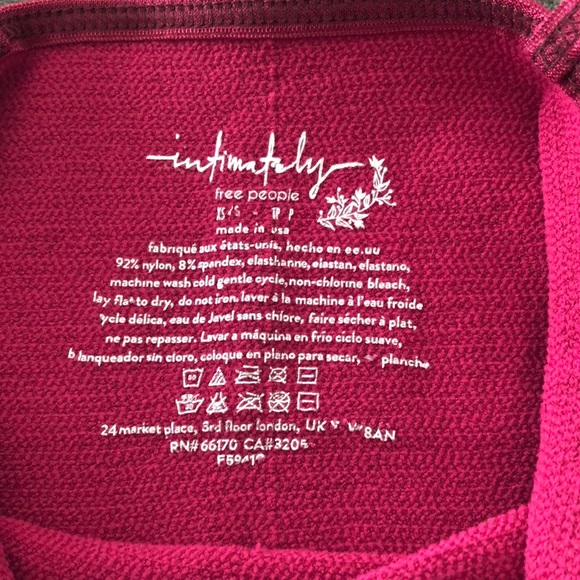 intimately
free people
XS/S - TP P
made in usa
fabriqué aux états-unis, hecho en ee.uu
92% nylon, 8% spandex, elasthanne, elastan, elastano,
machine wash cold gentle cycle, non-chlorine bleach,
lay flat to dry, do not iron. laver à la machine à l'eau froide
cycle délica, eau de Javel sans chlore, faire sécher à plat,
ne pas repasser. Lavar a máquina en frio ciclo suave,
blanqueador sin cloro, coloque en plano para secar, plancha
24 market place, 3rd floor london, UK 8AN
RN#66170 CA#3205